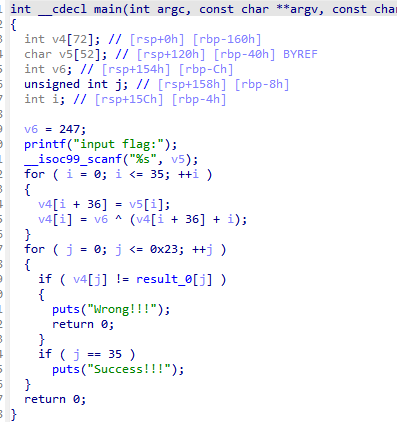 int __cdecl main(int argc, const char **argv, const char
{
int v4[72]; // [rsp+0h] [rbp-160h]
char v5[52]; // [rsp+120h] [rbp-40h] BYREF
int v6; // [rsp+154h] [rbp-Ch]
unsigned int j; // [rsp+158h] [rbp-8h]
int i; // [rsp+15Ch] [rbp-4h]
v6 = 247;
printf("input flag:");
__isoc99_scanf("%s", v5);
for ( i = 0; i <= 35; ++i )
{
v4[i + 36] = v5[i];
v4[i] = v6 ^ (v4[i + 36] + i);
}
for ( j = 0; j <= 0x23; ++j )
{
if ( v4[j] != result_0[j] )
{
puts("Wrong!!!");
return 0;
}
if ( j == 35 )
puts("Success!!!");
}
return 0;
}